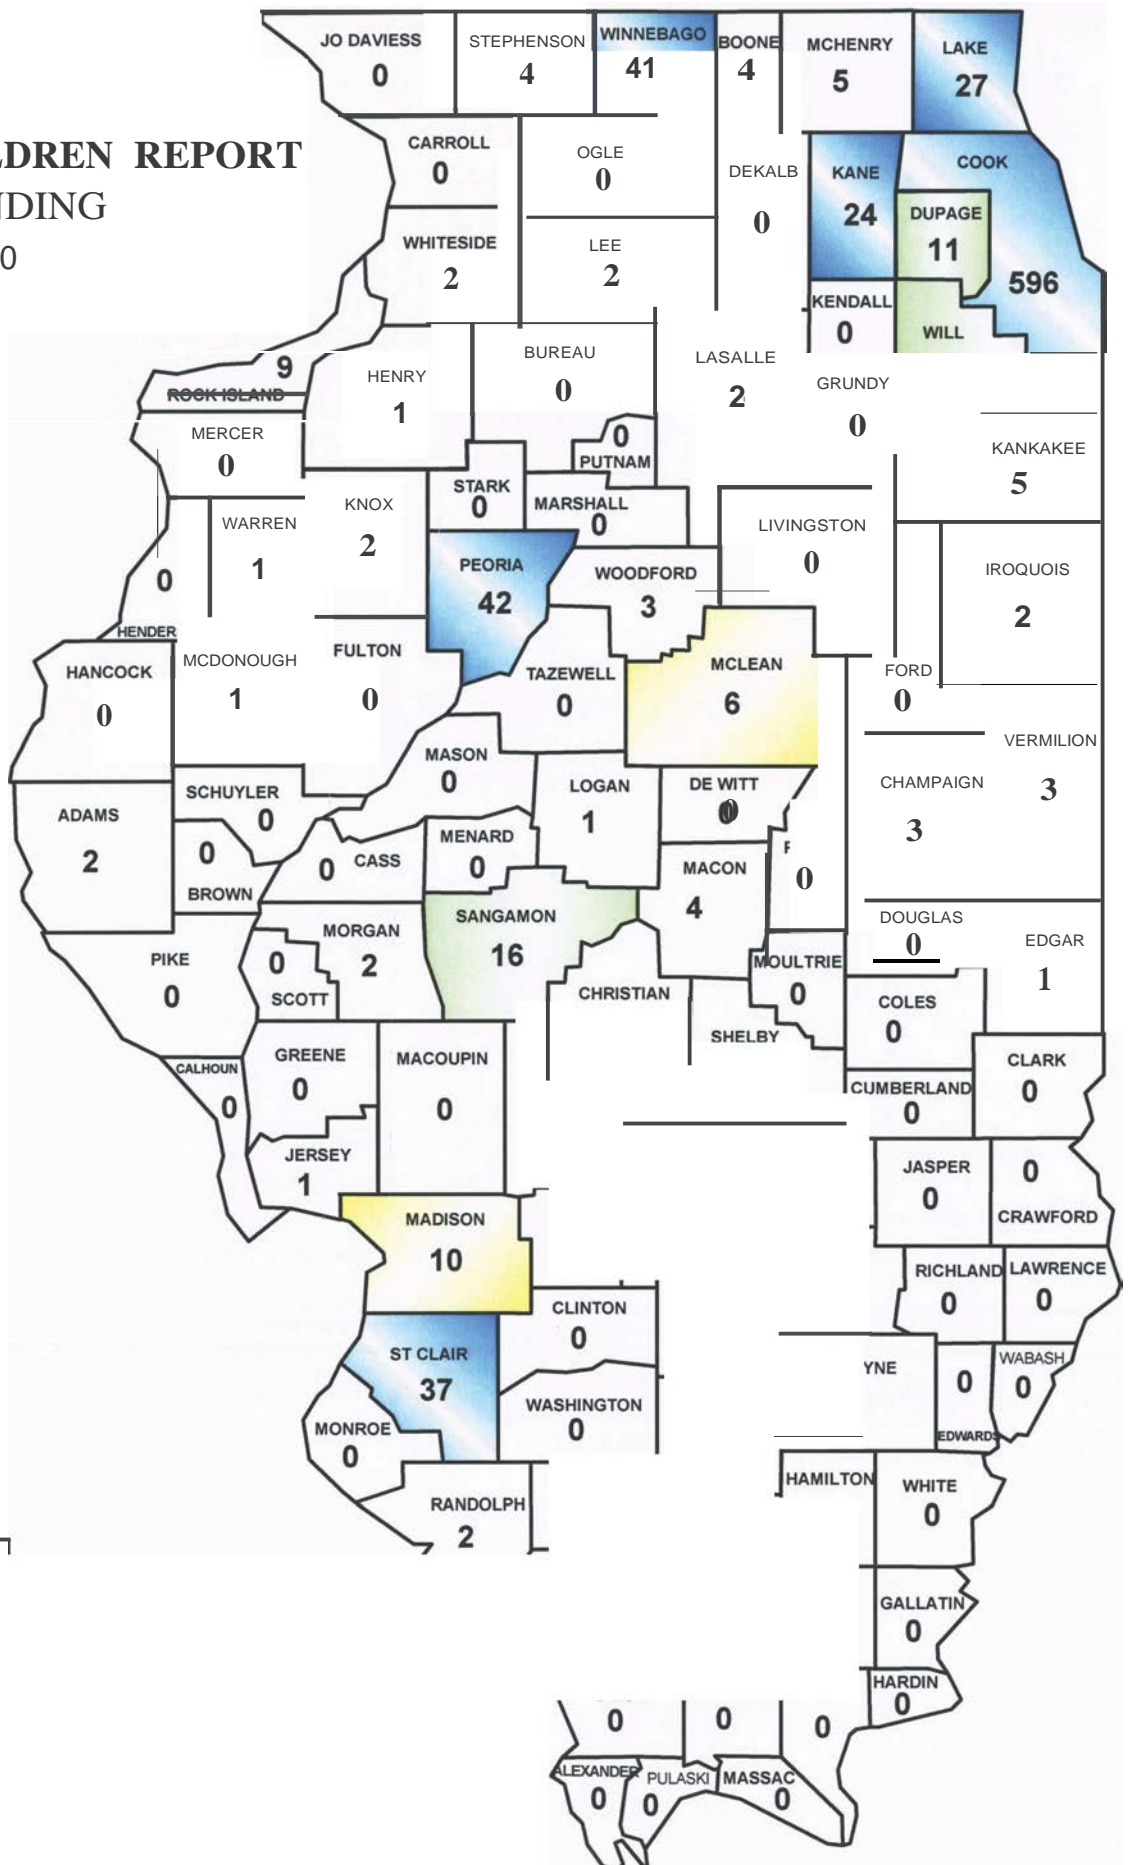 JO DAVIESS
0
STEPHENSON
4
WINNEBAGO
41
BOONE
4
MCHENRY
5
LAKE
27
REPORT
0
CARROLL
0
OGLE
0
DEKALB
0
KANE
24
COOK
596
DUPAGE
11
WHITESIDE
2
LEE
2
KENDALL
0
WILL
9
ROCK ISLAND
HENRY
1
BUREAU
0
LASALLE
2
GRUNDY
0
MERCER
0
0
PUTNAM
KANKAKEE
5
STARK
0
MARSHALL
0
KNOX
2
WARREN
1
LIVINGSTON
0
PEORIA
42
WOODFORD
3
IROQUOIS
2
0
HENDER
HANCOCK
0
MCDONOUGH
1
FULTON
0
TAZEWELL
0
MCLEAN
6
FORD
0
VERMILION
3
MASON
0
LOGAN
1
DE WITT
0
CHAMPAIGN
3
ADAMS
2
SCHUYLER
0
0
BROWN
0 CASS
MENARD
0
MACON
4
0
SANGAMON
16
DOUGLAS
0
EDGAR
1
PIKE
0
0
SCOTT
MORGAN
2
CHRISTIAN
MOULTRIE
0
SHELBY
COLES
0
CALHOUN
0
GREENE
0
MACOUPIN
0
CLARK
0
CUMBERLAND
0
JERSEY
1
JASPER
0
0
CRAWFORD
MADISON
10
RICHLAND
0
LAWRENCE
0
CLINTON
0
ST CLAIR
37
WASHINGTON
0
YNE
0
EDWARDS
WABASH
0
MONROE
0
HAMILTON
WHITE
0
RANDOLPH
2
GALLATIN
0
HARDIN
0
0
0
0
ALEXANDER
0
PULASKI
0
MASSAC
0